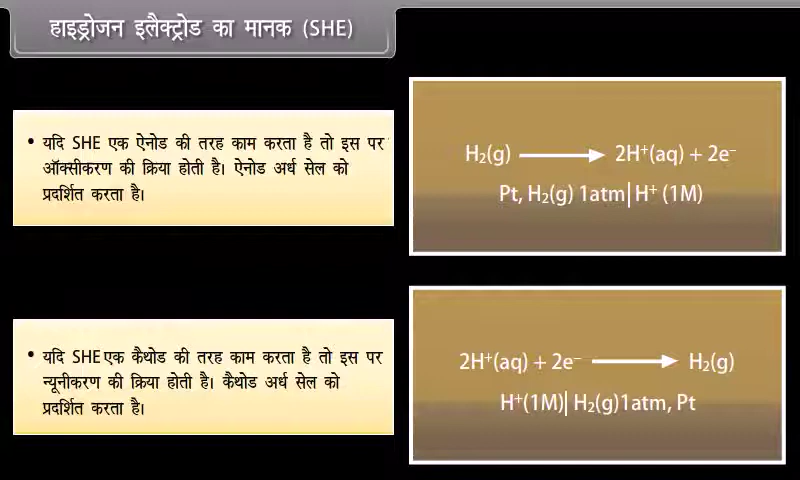 हाइड्रोजन इलैक्ट्रोड का मानक (SHE)
• यदि SHE एक ऐनोड की तरह काम करता है तो इस पर
ऑक्सीकरण की क्रिया होती है। ऐनोड अर्ध सेल को
प्रदर्शित करता है।
H₂(g) ⟶ 2H⁺(aq) + 2e⁻
Pt, H₂(g) 1atm|H⁺ (1M)
• यदि SHE एक कैथोड की तरह काम करता है तो इस पर
न्यूनीकरण की क्रिया होती है। कैथोड अर्ध सेल को
प्रदर्शित करता है।
2H⁺(aq) + 2e⁻ ⟶ H₂(g)
H⁺(1M)| H₂(g)1atm, Pt